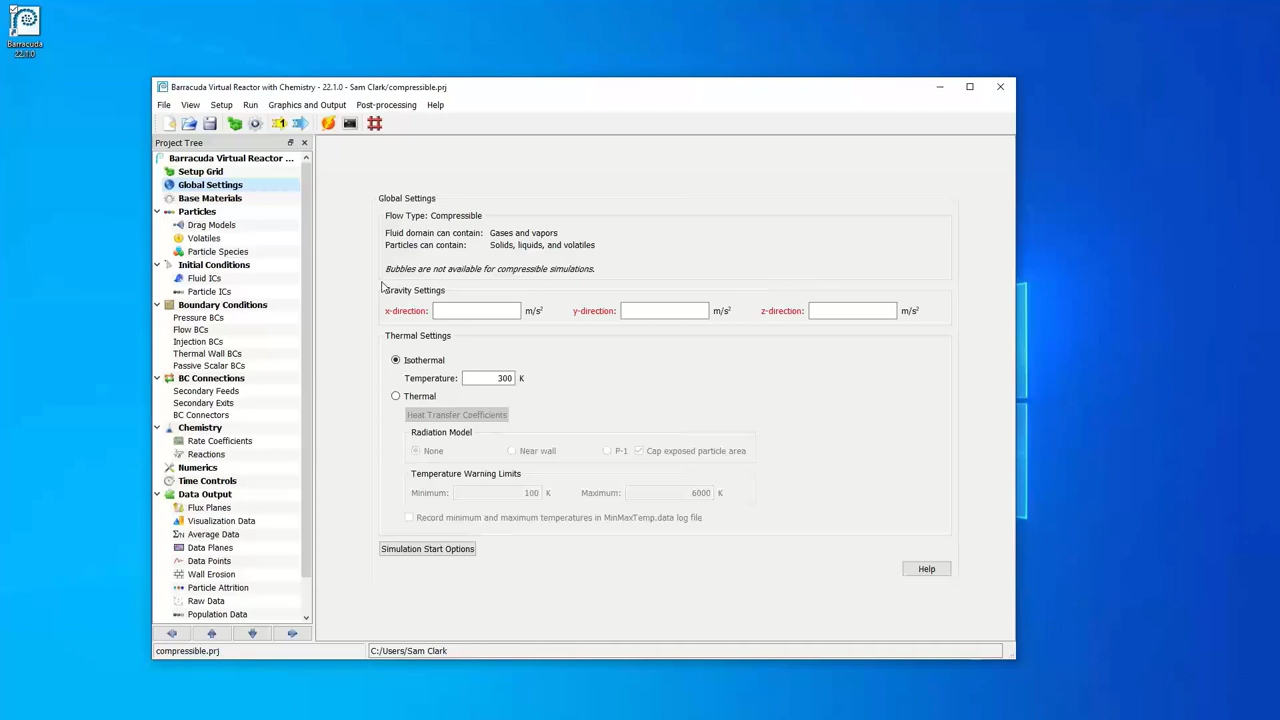 Barracuda
22.1.0
Barracuda Virtual Reactor with Chemistry - 22.1.0 - Sam Clark/compressible.prj
File View Setup Run Graphics and Output Post-processing Help
1
Project Tree
Barracuda Virtual Reactor ...
Setup Grid
Global Settings
Base Materials
Particles
Drag Models
Volatiles
Particle Species
Initial Conditions
Fluid ICs
Particle ICs
Boundary Conditions
Pressure BCs
Flow BCs
Injection BCs
Thermal Wall BCs
Passive Scalar BCs
BC Connections
Secondary Feeds
Secondary Exits
BC Connectors
Chemistry
Rate Coefficients
Reactions
Numerics
Time Controls
Data Output
Flux Planes
Visualization Data
Average Data
Data Planes
Data Points
Wall Erosion
Particle Attrition
Raw Data
Population Data
Global Settings
Flow Type: Compressible
Fluid domain can contain: Gases and vapors
Particles can contain: Solids, liquids, and volatiles
Bubbles are not available for compressible simulations.
Gravity Settings
x-direction: m/s² y-direction: m/s² z-direction: m/s²
Thermal Settings
Isothermal
Temperature: 300 K
Thermal
Heat Transfer Coefficients
Radiation Model
None Near wall P-1 Cap exposed particle area
Temperature Warning Limits
Minimum: 100 K Maximum: 6000 K
Record minimum and maximum temperatures in MinMaxTemp.data log file
Simulation Start Options
Help
compressible.prj C:/Users/Sam Clark